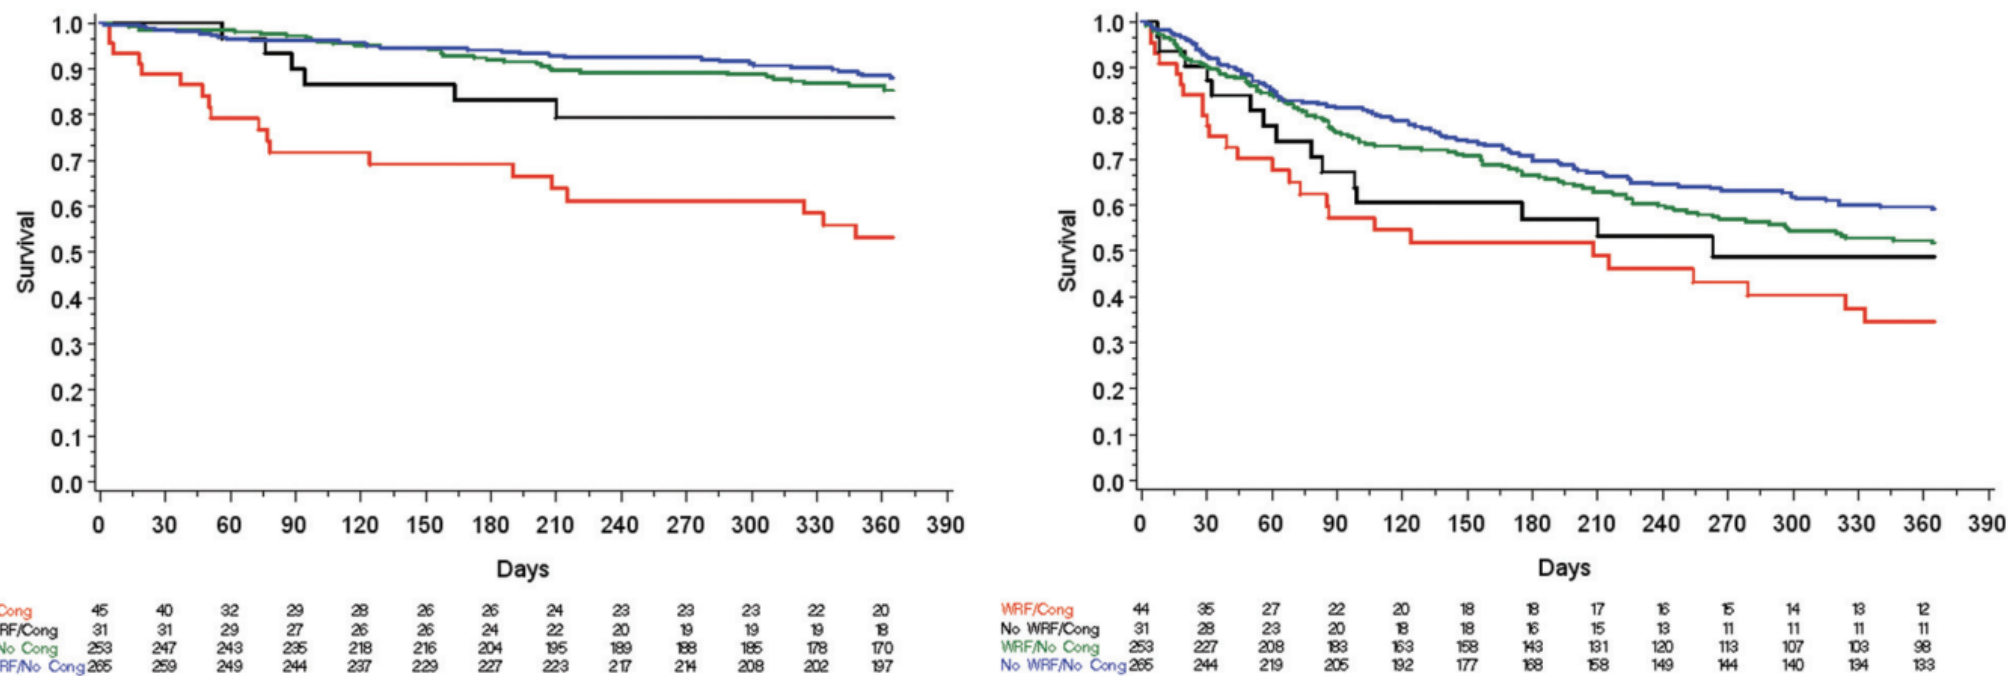 1.0
0.9
0.8
0.7
0.6
0.5
0.4
0.3
0.2
0.1
0.0
Survival
0 30 60 90 120 150 180 210 240 270 300 330 360 390
Days
Cong 45 40 32 29 28 26 26 24 23 23 23 22 20
RF/Cong 31 31 29 27 26 26 24 22 20 19 19 19 18
No Cong 253 247 243 235 218 216 204 195 189 188 185 178 170
RF/No Cong 265 259 249 244 237 229 227 223 217 214 208 202 197
1.0
0.9
0.8
0.7
0.6
0.5
0.4
0.3
0.2
0.1
0.0
Survival
0 30 60 90 120 150 180 210 240 270 300 330 360 390
Days
WRF/Cong 44 35 27 22 20 18 18 17 16 15 14 13 12
No WRF/Cong 31 28 23 20 18 18 16 15 13 11 11 11 11
WRF/No Cong 253 227 208 183 163 158 143 131 120 113 107 103 98
No WRF/No Cong 265 244 219 205 192 177 168 158 149 144 140 134 133